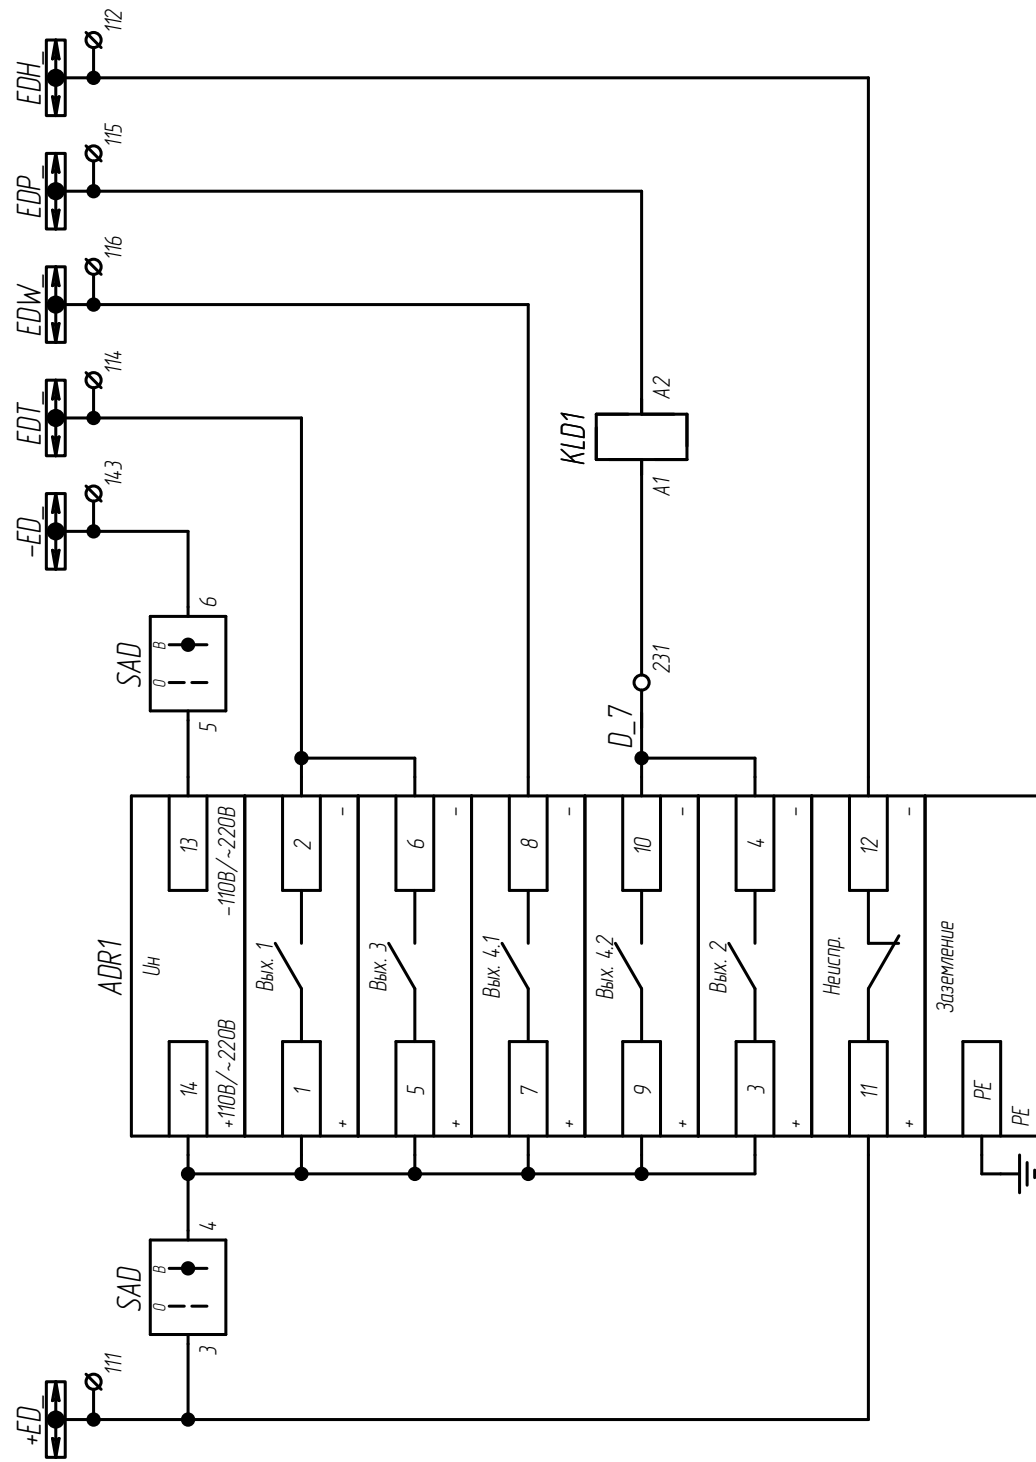 +ED_
111
SAD
O
B
3
4
ADR1
Uн
14
+110В/~220В
13
-110В/~220В
SAD
O
B
5
6
-ED_
143
1
+
Вых. 1
2
-
EDT_
114
5
+
Вых. 3
6
-
7
+
Вых. 4.1
8
-
EDW_
116
9
+
Вых. 4.2
10
-
D_7
231
A1
KLD1
A2
EDP_
115
3
+
Вых. 2
4
-
11
+
Неиспр.
12
-
EDH_
112
PE
PE
Заземление